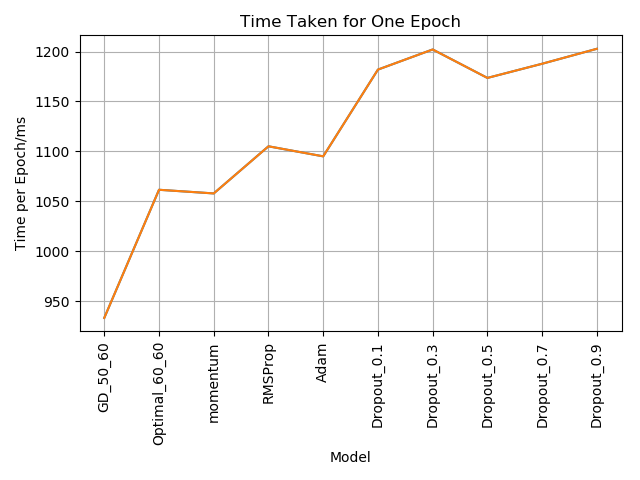 Time Taken for One Epoch
Time per Epoch/ms
1200
1150
1100
1050
1000
950
GD_50_60
Optimal_60_60
momentum
RMSProp
Adam
Dropout_0.1
Dropout_0.3
Dropout_0.5
Dropout_0.7
Dropout_0.9
Model